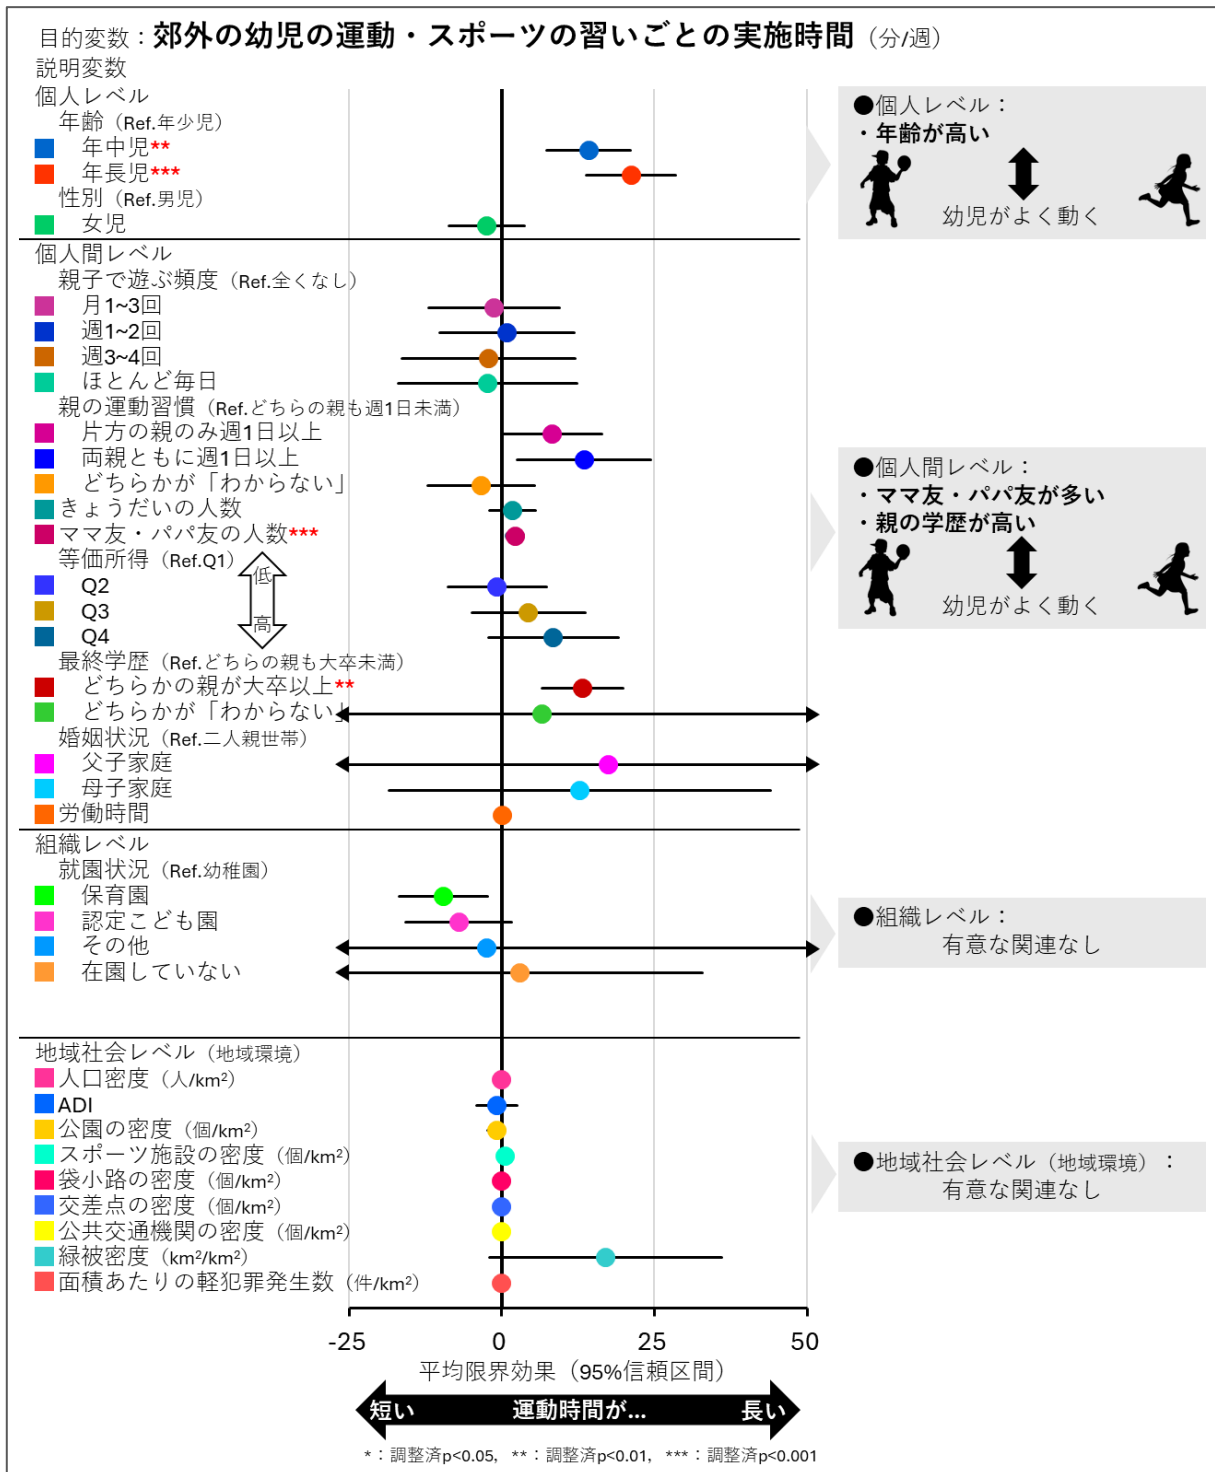 目的変数：郊外の幼児の運動・スポーツの習いごとの実施時間（分/週）
説明変数
個人レベル
年齢（Ref.年少児）
年中児**
年長児***
性別（Ref.男児）
女児
●個人レベル：
・年齢が高い
幼児がよく動く
個人間レベル
親子で遊ぶ頻度（Ref.全くなし）
月1~3回
週1~2回
週3~4回
ほとんど毎日
親の運動習慣（Ref.どちらの親も週1日未満）
片方の親のみ週1日以上
両親ともに週1日以上
どちらかが「わからない」
きょうだいの人数
ママ友・パパ友の人数***
等価所得（Ref.Q1）
低
Q2
Q3
高
Q4
最終学歴（Ref.どちらの親も大卒未満）
どちらかの親が大卒以上**
どちらかが「わからない」
婚姻状況（Ref.二人親世帯）
父子家庭
母子家庭
労働時間
●個人間レベル：
・ママ友・パパ友が多い
・親の学歴が高い
幼児がよく動く
組織レベル
就園状況（Ref.幼稚園）
保育園
認定こども園
その他
在園していない
●組織レベル：
有意な関連なし
地域社会レベル（地域環境）
人口密度（人/km²）
ADI
公園の密度（個/km²）
スポーツ施設の密度（個/km²）
袋小路の密度（個/km²）
交差点の密度（個/km²）
公共交通機関の密度（個/km²）
緑被密度（km²/km²）
面積あたりの軽犯罪発生数（件/km²）
●地域社会レベル（地域環境）：
有意な関連なし
-25 0 25 50
平均限界効果（95%信頼区間）
短い 運動時間が... 長い
*：調整済p<0.05, **：調整済p<0.01, ***：調整済p<0.001